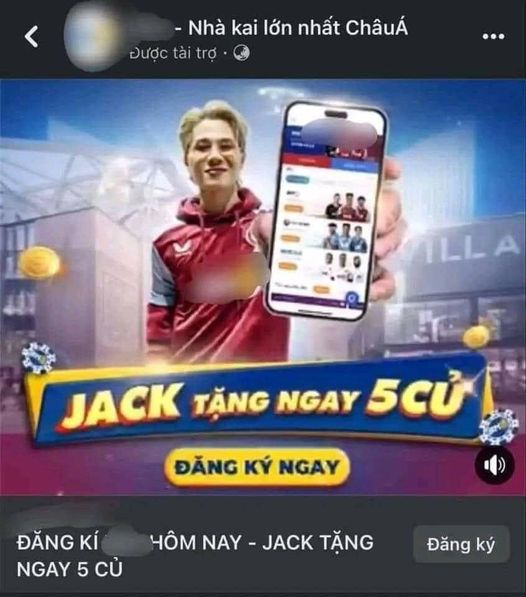 - Nhà kai lớn nhất ChâuÁ
Được tài trợ ·
VILLA
JACK TẶNG NGAY 5 CỦ
ĐĂNG KÝ NGAY
ĐĂNG KÍ HÔM NAY - JACK TẶNG
NGAY 5 CỦ
Đăng ký